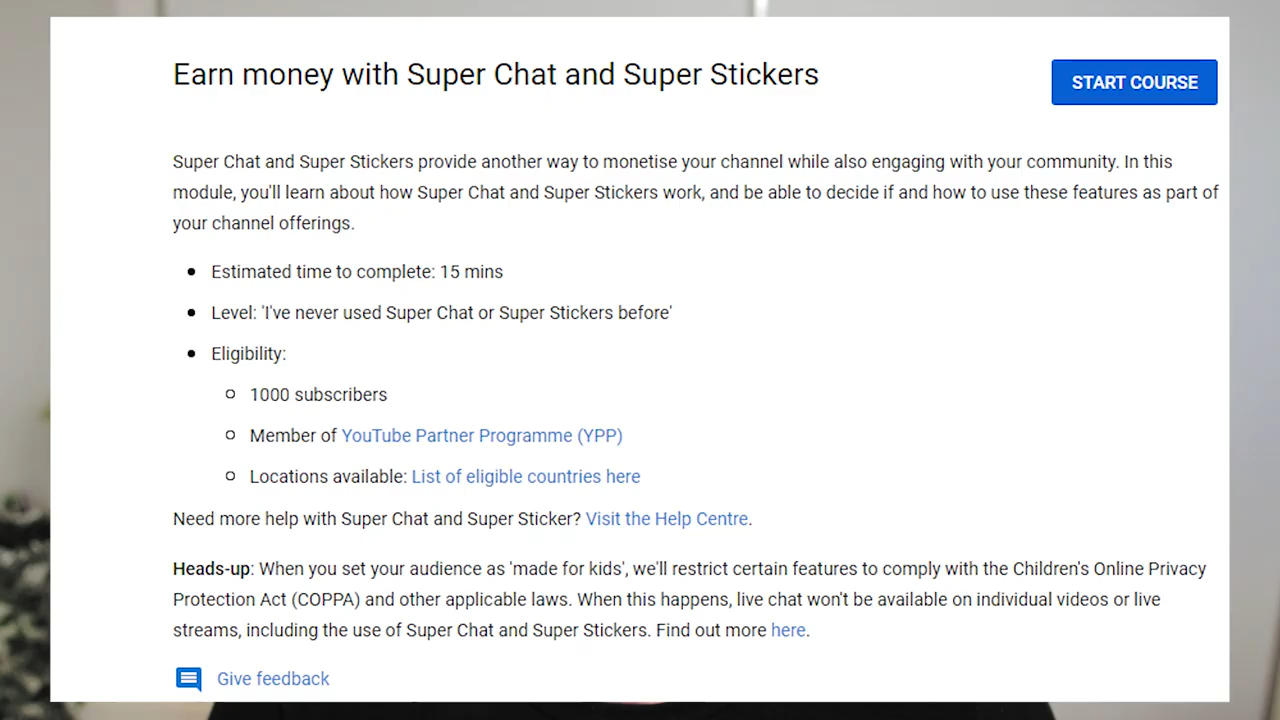 Earn money with Super Chat and Super Stickers
START COURSE
Super Chat and Super Stickers provide another way to monetise your channel while also engaging with your community. In this
module, you'll learn about how Super Chat and Super Stickers work, and be able to decide if and how to use these features as part of
your channel offerings.
Estimated time to complete: 15 mins
Level: 'I've never used Super Chat or Super Stickers before'
Eligibility:
1000 subscribers
Member of YouTube Partner Programme (YPP)
Locations available: List of eligible countries here
Need more help with Super Chat and Super Sticker? Visit the Help Centre.
Heads-up: When you set your audience as 'made for kids', we'll restrict certain features to comply with the Children's Online Privacy
Protection Act (COPPA) and other applicable laws. When this happens, live chat won't be available on individual videos or live
streams, including the use of Super Chat and Super Stickers. Find out more here.
Give feedback